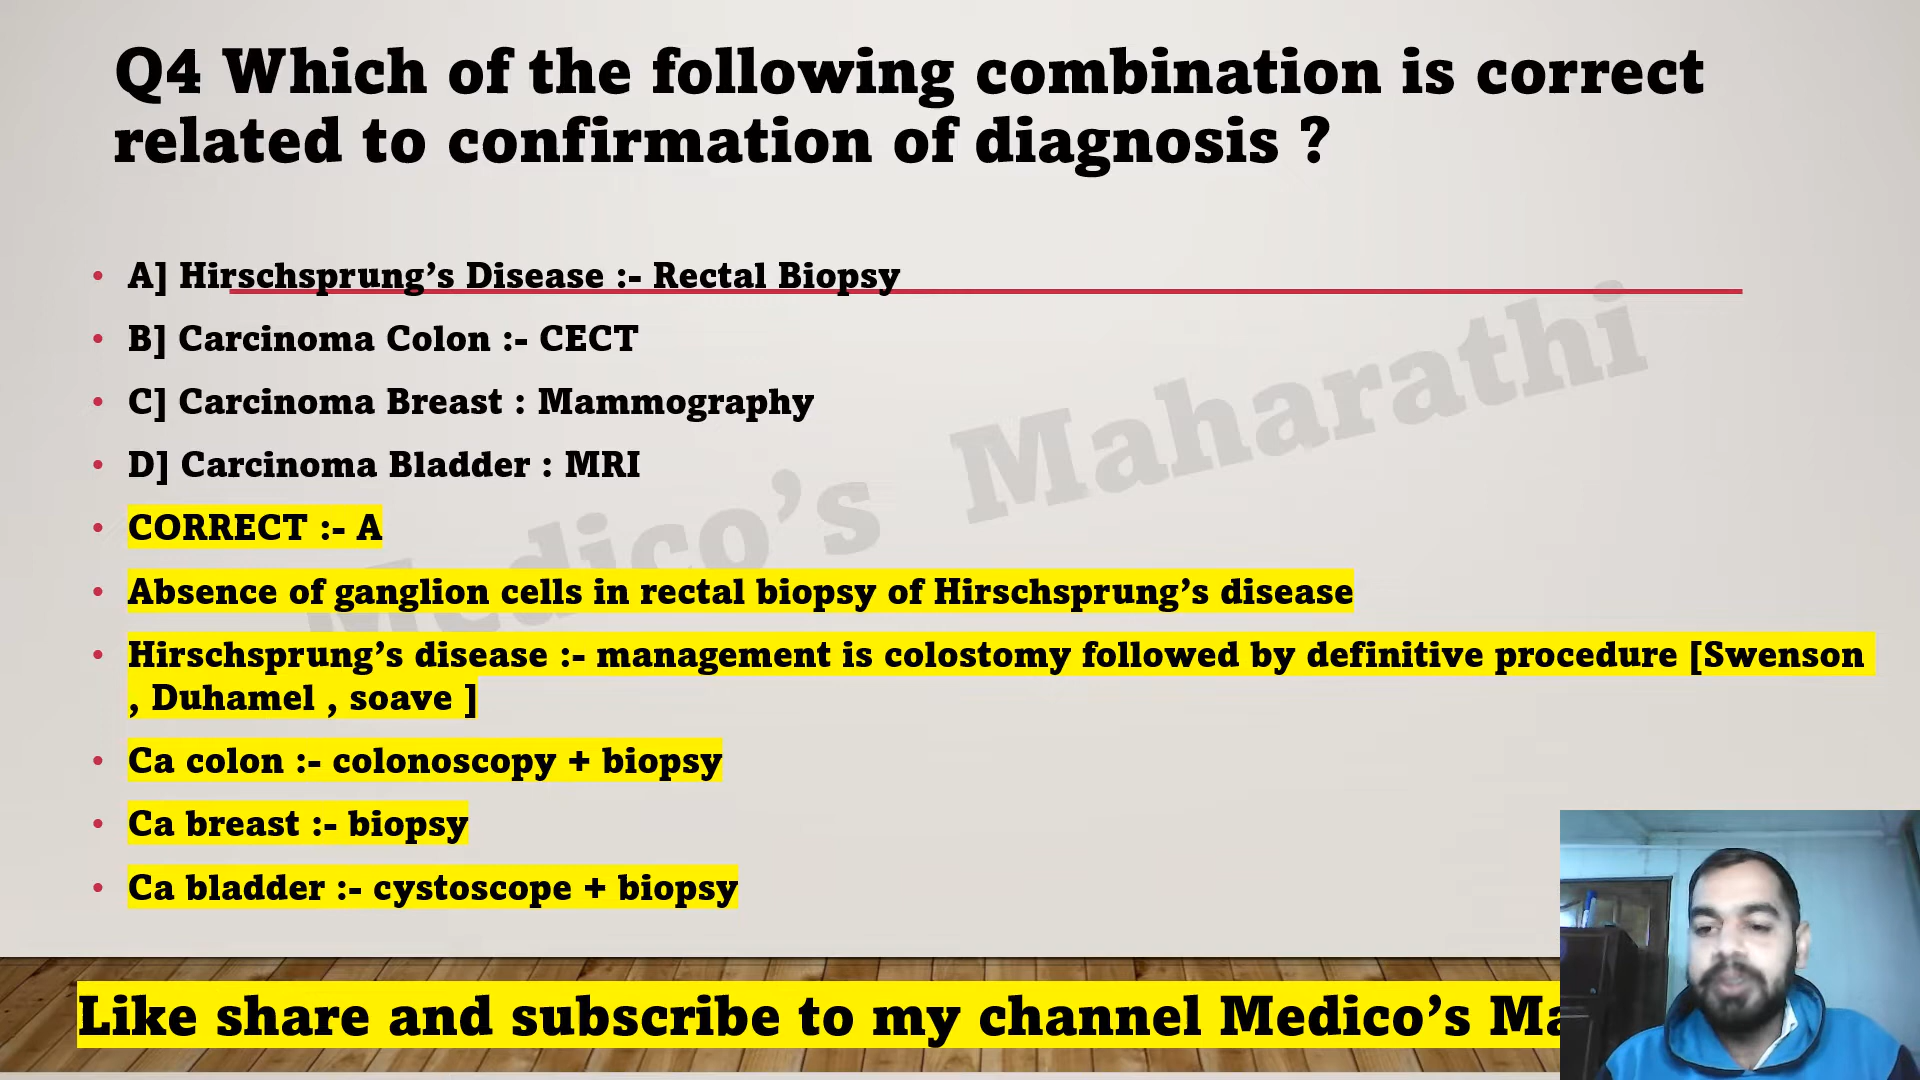 Q4 Which of the following combination is correct
related to confirmation of diagnosis ?
• A] Hirschsprung’s Disease :- Rectal Biopsy
• B] Carcinoma Colon :- CECT
• C] Carcinoma Breast : Mammography
• D] Carcinoma Bladder : MRI
• CORRECT :- A
• Absence of ganglion cells in rectal biopsy of Hirschsprung’s disease
• Hirschsprung’s disease :- management is colostomy followed by definitive procedure [Swenson
, Duhamel , soave ]
• Ca colon :- colonoscopy + biopsy
• Ca breast :- biopsy
• Ca bladder :- cystoscope + biopsy
Medico’s Maharathi
Like share and subscribe to my channel Medico’s Ma